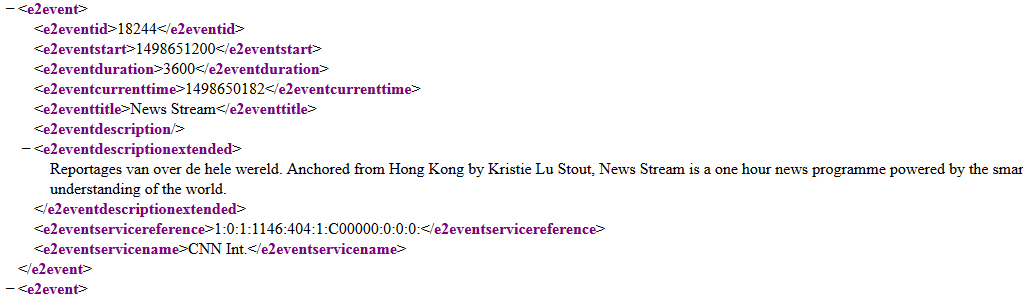 −<e2event>
<e2eventid>18244</e2eventid>
<e2eventstart>1498651200</e2eventstart>
<e2eventduration>3600</e2eventduration>
<e2eventcurrenttime>1498650182</e2eventcurrenttime>
<e2eventtitle>News Stream</e2eventtitle>
<e2eventdescription/>
−<e2eventdescriptionextended>
Reportages van over de hele wereld. Anchored from Hong Kong by Kristie Lu Stout, News Stream is a one hour news programme powered by the smar
understanding of the world.
</e2eventdescriptionextended>
<e2eventservicereference>1:0:1:1146:404:1:C00000:0:0:0:</e2eventservicereference>
<e2eventservicename>CNN Int.</e2eventservicename>
</e2event>
−<e2event>